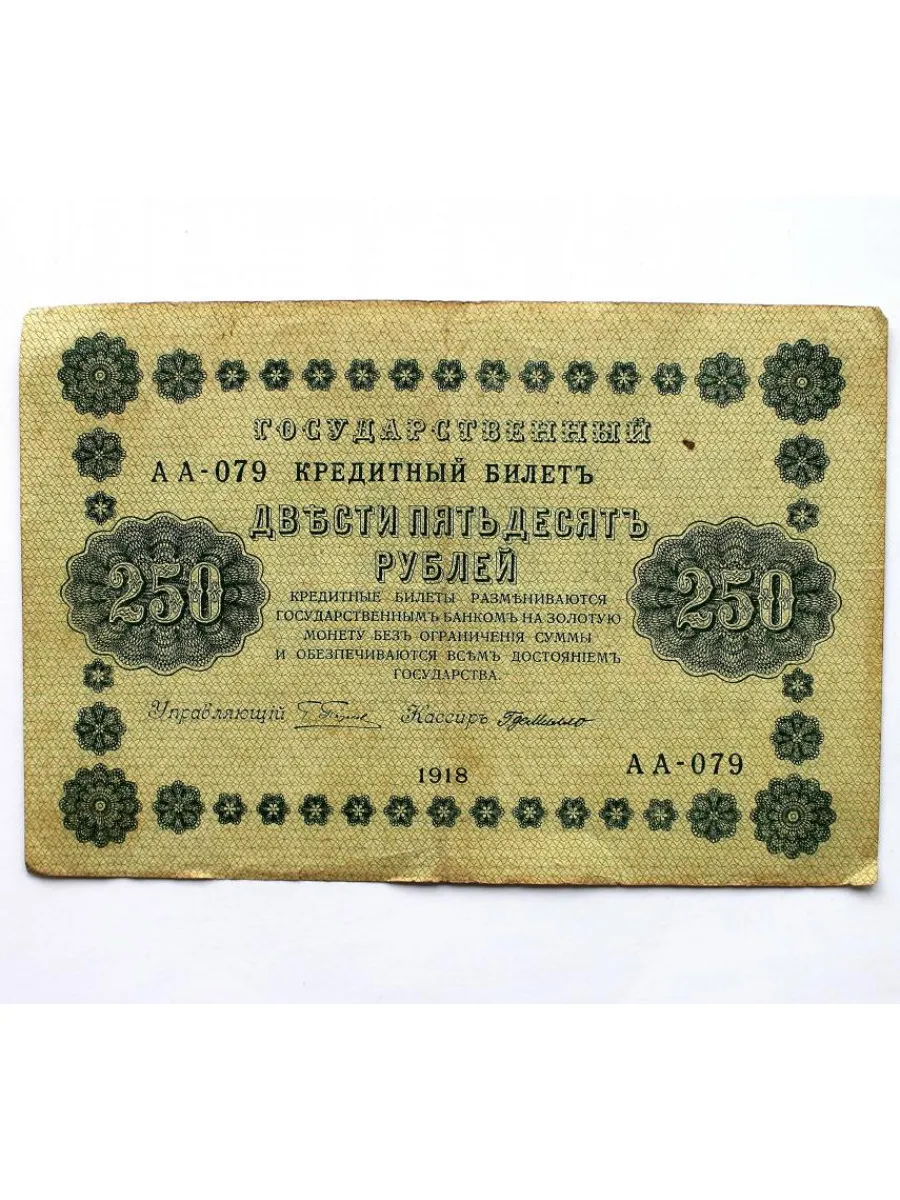 ГОСУДАРСТВЕННЫЙ
АА-079 КРЕДИТНЫЙ БИЛЕТЪ
ДВѢСТИ ПЯТЬДЕСЯТЪ
РУБЛЕЙ
250
250
КРЕДИТНЫЕ БИЛЕТЫ РАЗМѢНИВАЮТСЯ
ГОСУДАРСТВЕННЫМЪ БАНКОМЪ НА ЗОЛОТУЮ
МОНЕТУ БЕЗЪ ОГРАНИЧЕНІЯ СУММЫ
И ОБЕЗПЕЧИВАЮТСЯ ВСѢМЪ ДОСТОЯНІЕМЪ
ГОСУДАРСТВА.
Управляющій Кассиръ
АА-079
1918